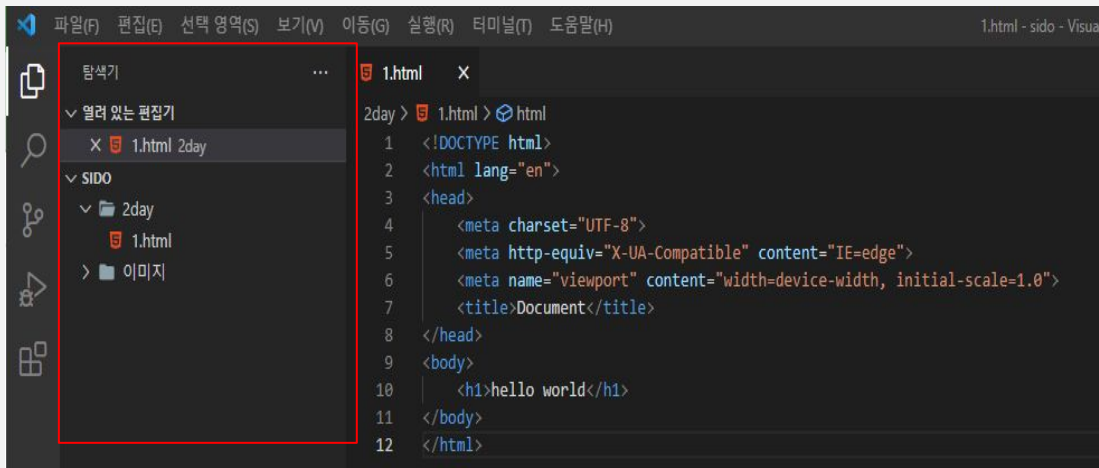 파일(F) 편집(E) 선택 영역(S) 보기(V) 이동(G) 실행(R) 터미널(T) 도움말(H) 1.html - sido - Visua
탐색기 ···
열려 있는 편집기
1.html 2day
SIDO
2day
1.html
이미지
1.html
2day > 1.html > html
1 <!DOCTYPE html>
2 <html lang="en">
3 <head>
4 <meta charset="UTF-8">
5 <meta http-equiv="X-UA-Compatible" content="IE=edge">
6 <meta name="viewport" content="width=device-width, initial-scale=1.0">
7 <title>Document</title>
8 </head>
9 <body>
10 <h1>hello world</h1>
11 </body>
12 </html>